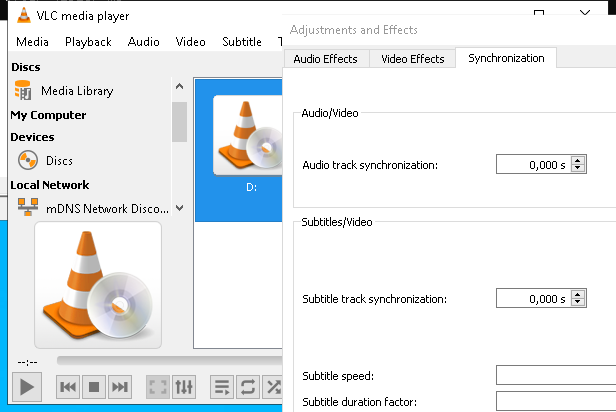 VLC media player
Media Playback Audio Video Subtitle
Discs
Media Library
My Computer
Devices
Discs
Local Network
mDNS Network Disco...
D:
--:--
Adjustments and Effects
Audio Effects Video Effects Synchronization
Audio/Video
Audio track synchronization: 0,000 s
Subtitles/Video
Subtitle track synchronization: 0,000 s
Subtitle speed:
Subtitle duration factor: